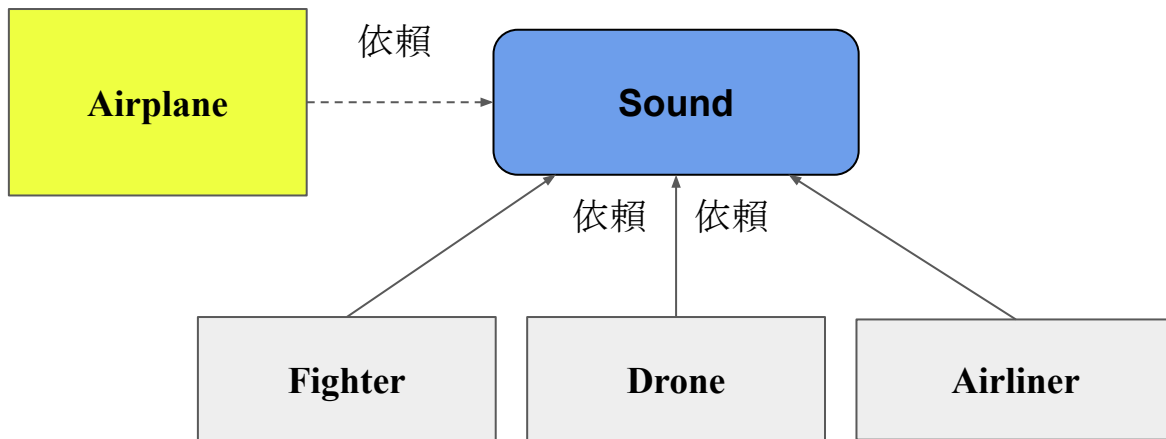 依賴
Airplane
Sound
依賴
依賴
Fighter
Drone
Airliner